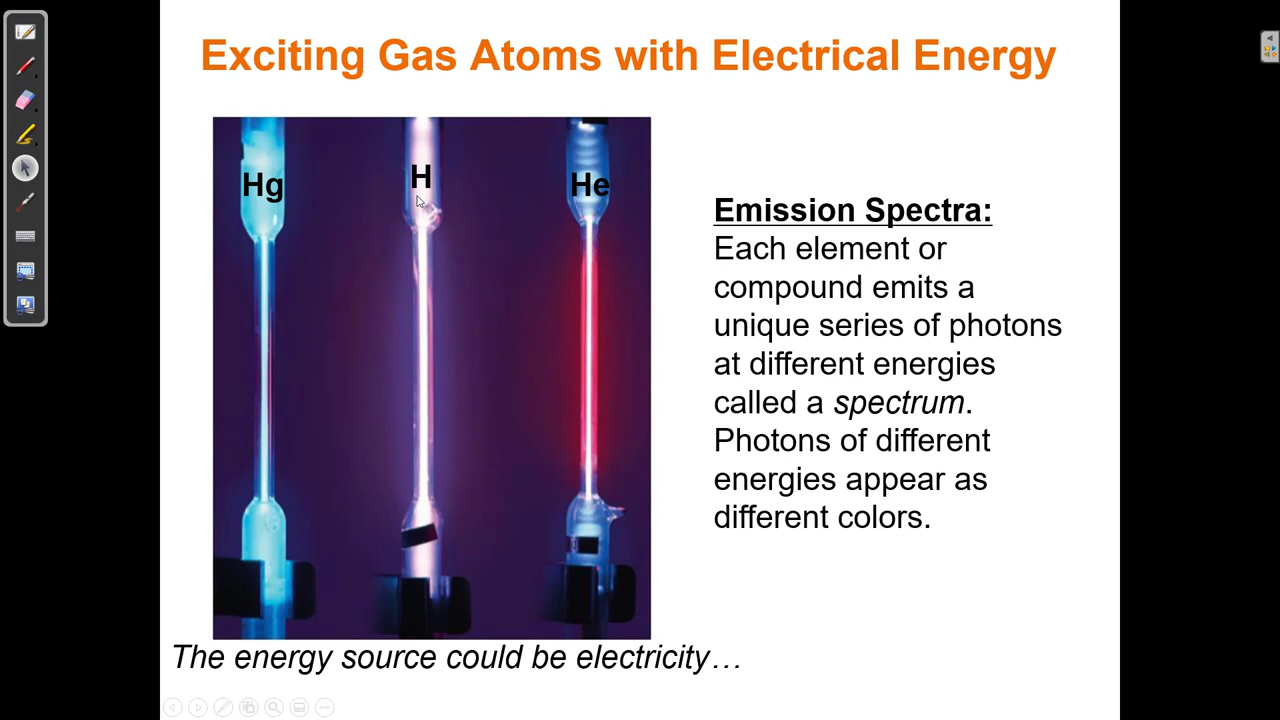 Exciting Gas Atoms with Electrical Energy
Hg
H
He
Emission Spectra:
Each element or
compound emits a
unique series of photons
at different energies
called a spectrum.
Photons of different
energies appear as
different colors.
The energy source could be electricity…